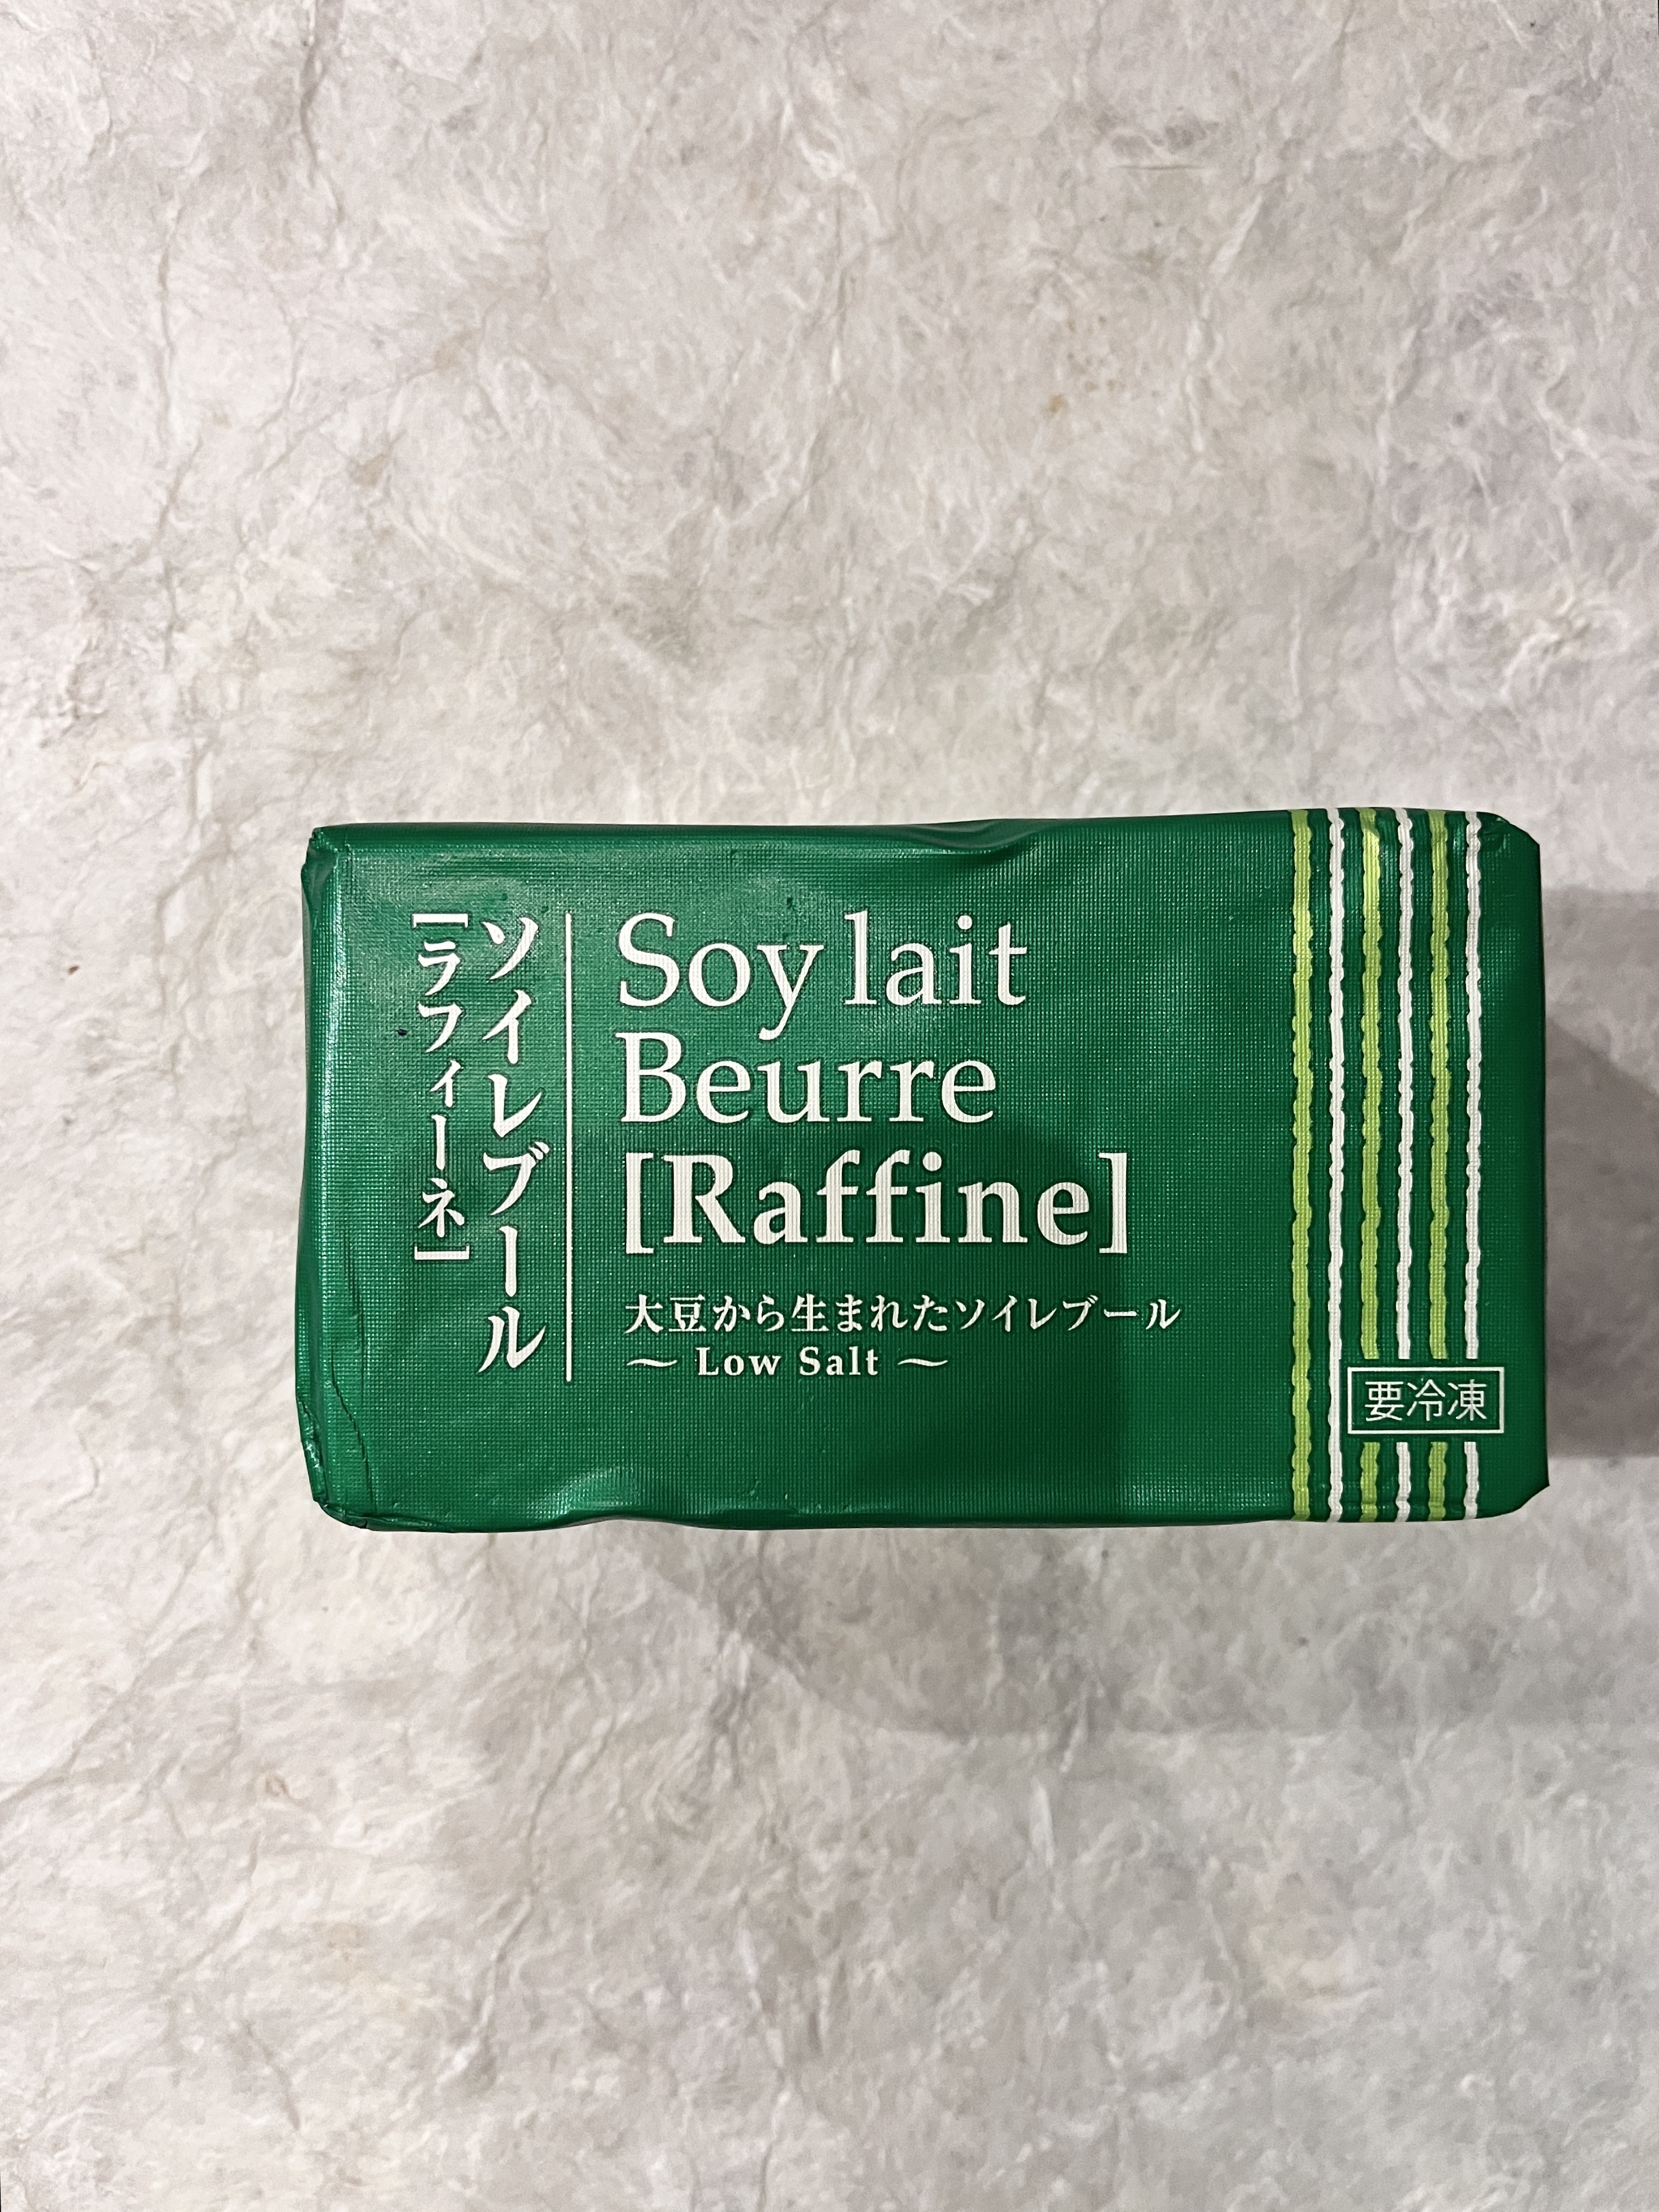 ソイレブール
[ラフィーネ]
Soy lait
Beurre
[Raffine]
大豆から生まれたソイレブール
～ Low Salt ～
要冷凍